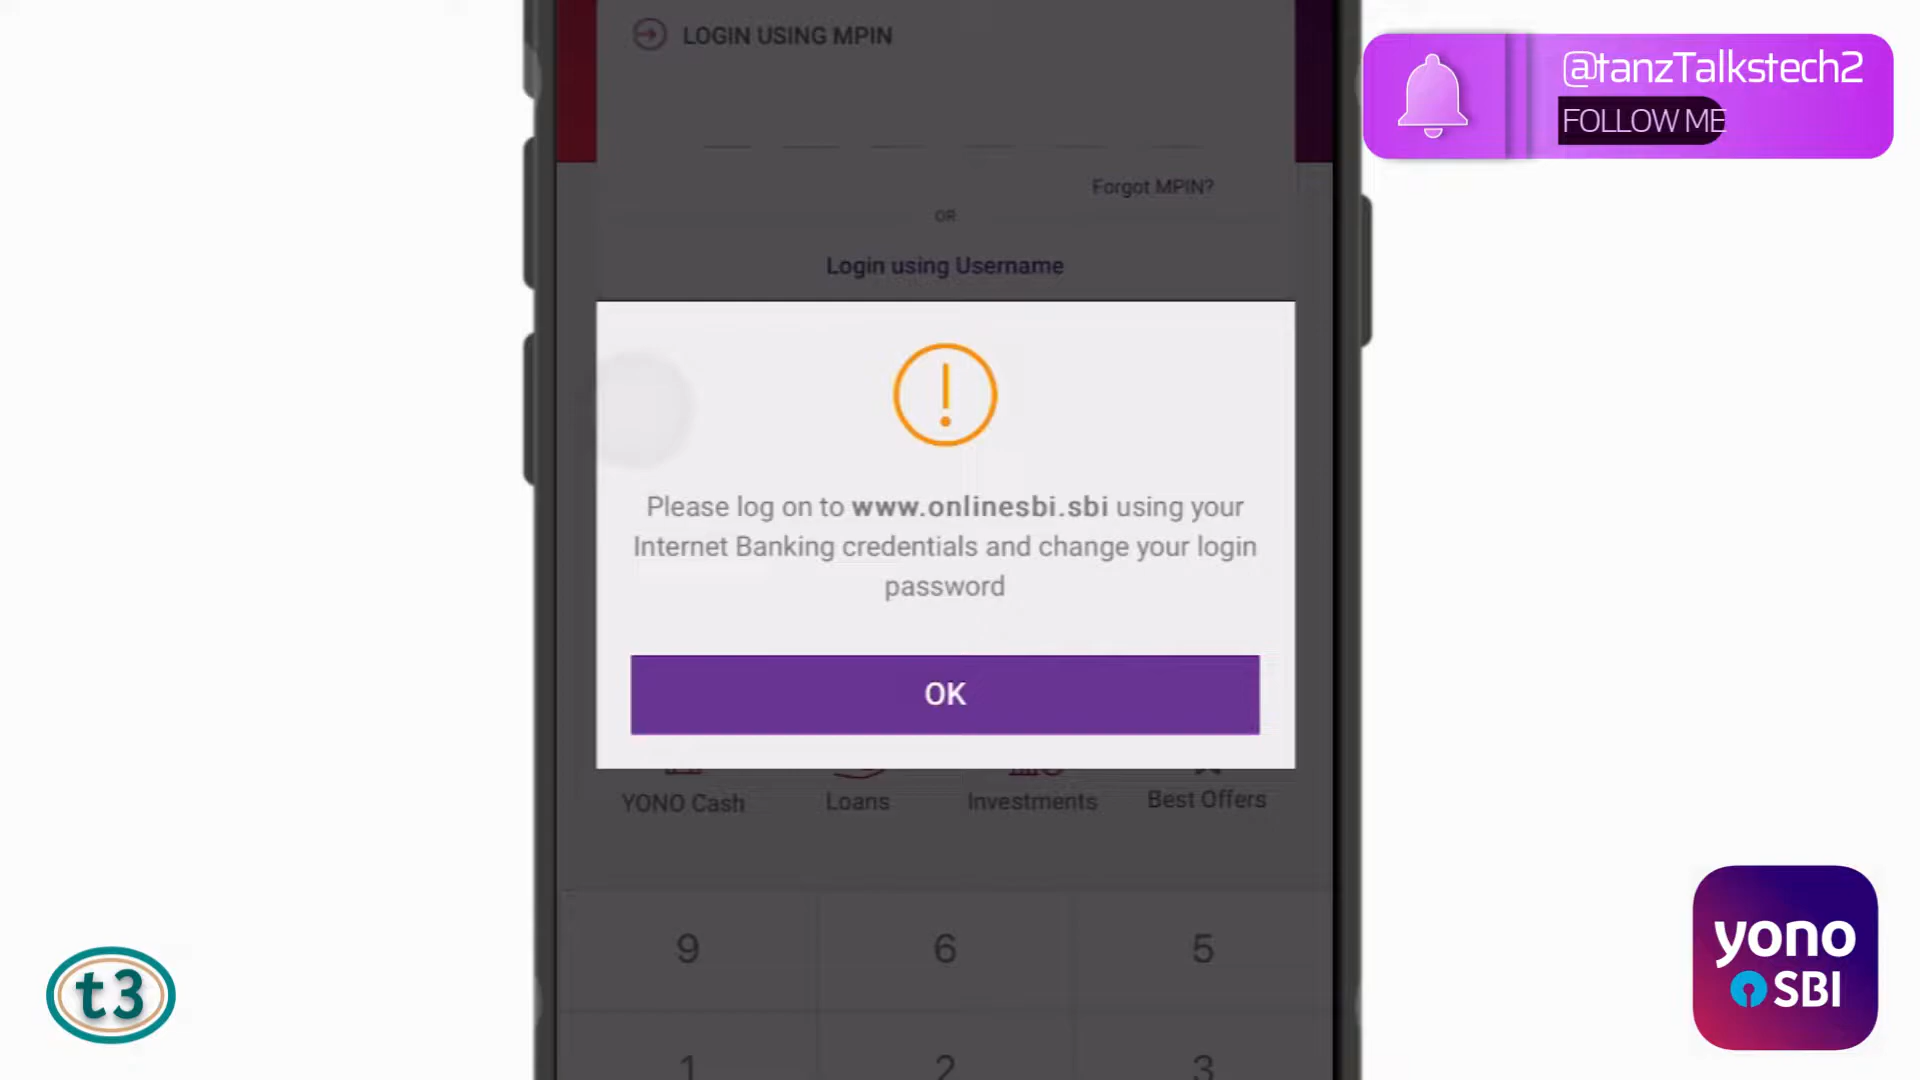 LOGIN USING MPIN
@tanzTalkstech2
FOLLOW ME
Forgot MPIN?
OR
Login using Username
Please log on to www.onlinesbi.sbi using your
Internet Banking credentials and change your login
password
OK
YONO Cash
Loans
Investments
Best Offers
9
6
5
1
2
3
t3
yono
SBI